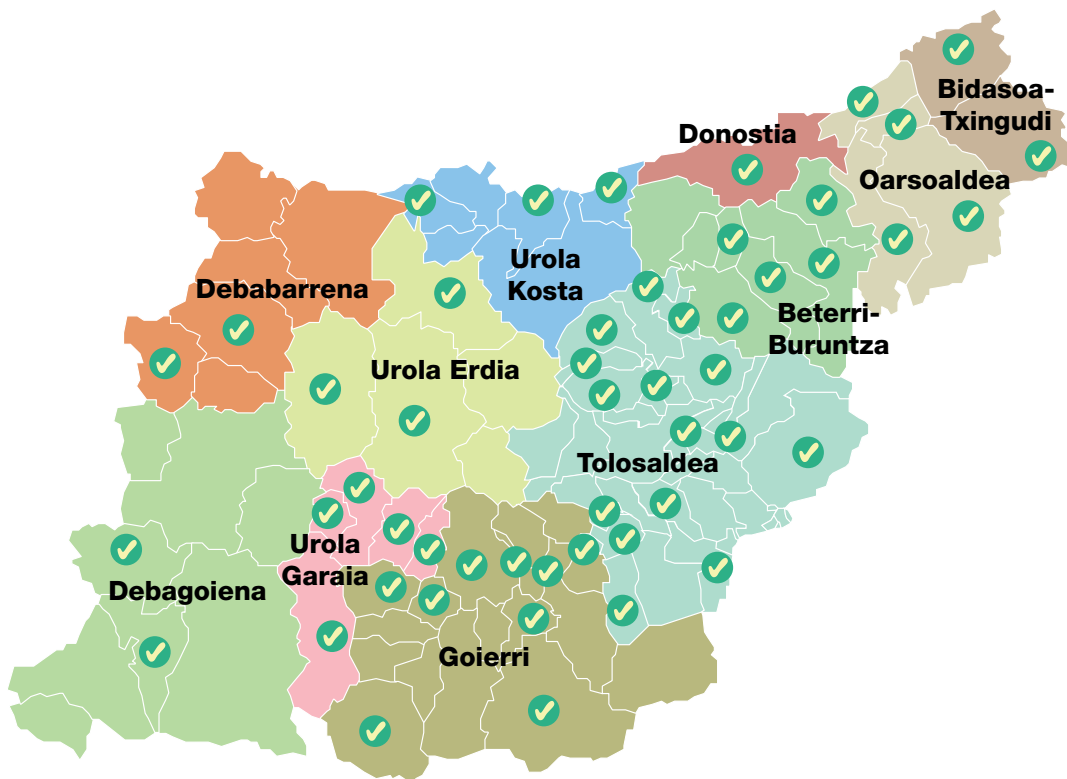 Bidasoa-
Txingudi
Donostia
Oarsoaldea
Urola
Kosta
Debabarrena
Beterri-
Buruntza
Urola Erdia
Tolosaldea
Urola
Garaia
Debagoiena
Goierri